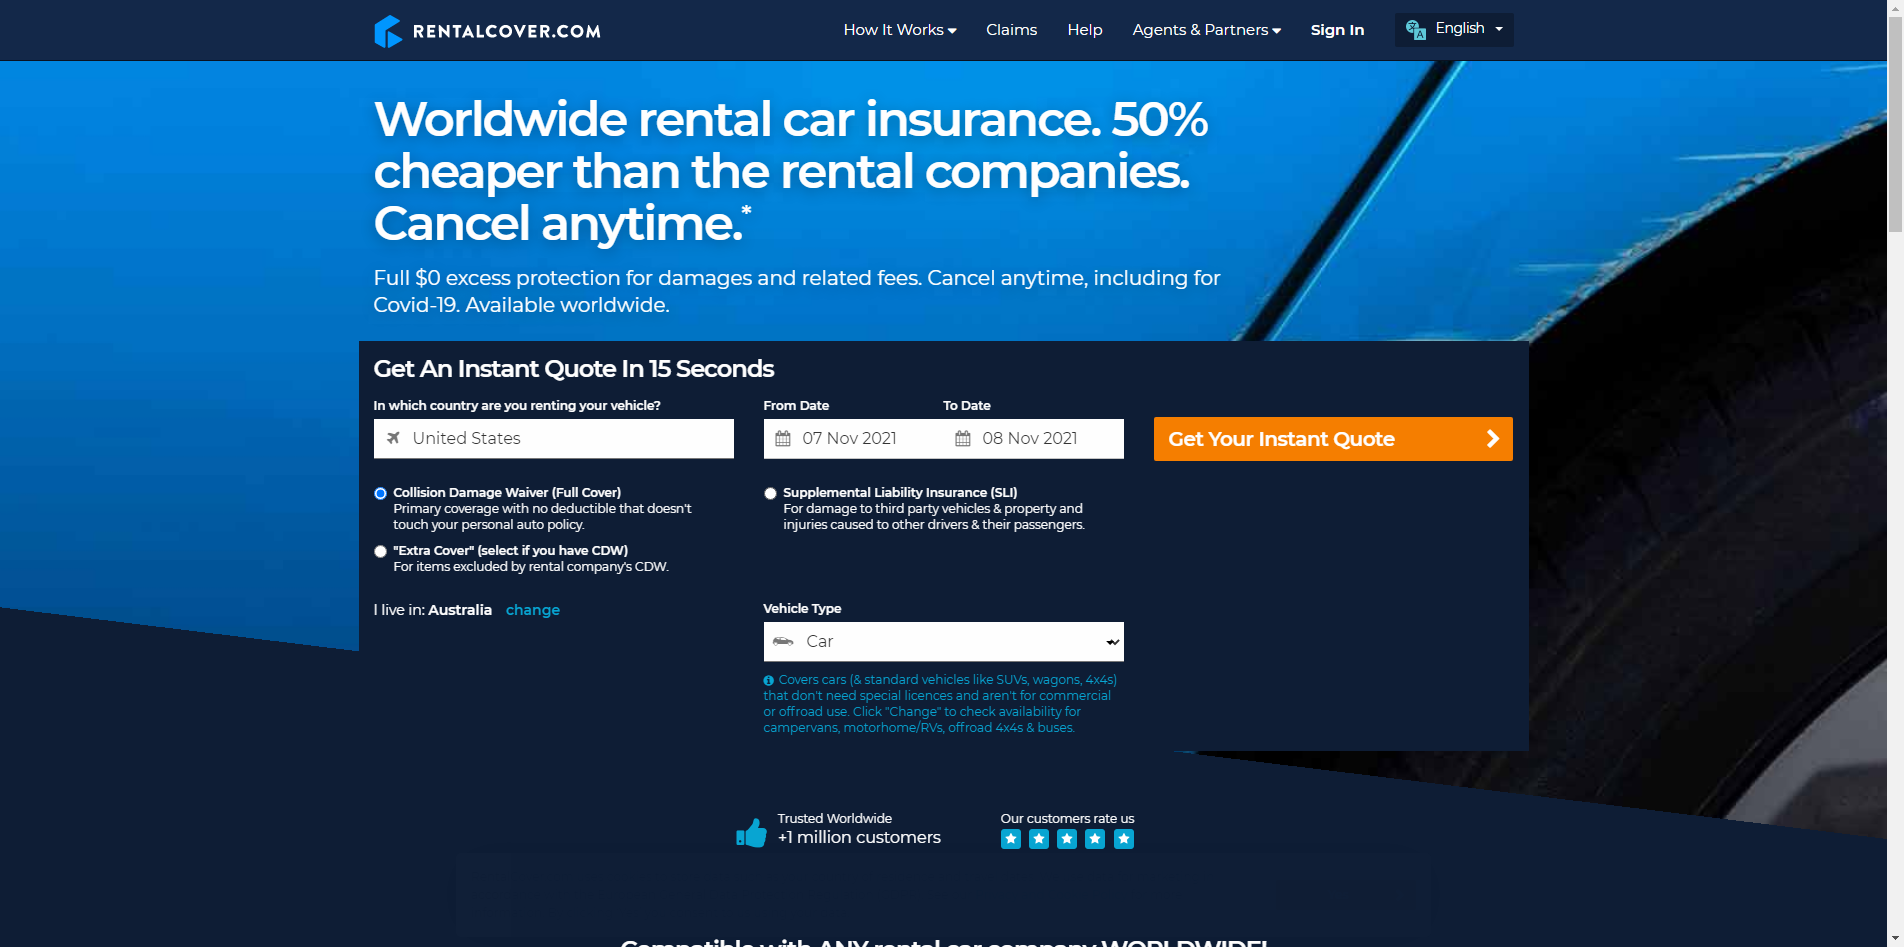 RENTALCOVER.COM
How It Works
Claims
Help
Agents & Partners
Sign In
English
Worldwide rental car insurance. 50%
cheaper than the rental companies.
Cancel anytime.*
Full $0 excess protection for damages and related fees. Cancel anytime, including for
Covid-19. Available worldwide.
Get An Instant Quote In 15 Seconds
In which country are you renting your vehicle?
United States
From Date
To Date
07 Nov 2021
08 Nov 2021
Get Your Instant Quote
Collision Damage Waiver (Full Cover)
Primary coverage with no deductible that doesn't
touch your personal auto policy.
Supplemental Liability Insurance (SLI)
For damage to third party vehicles & property and
injuries caused to other drivers & their passengers.
"Extra Cover" (select if you have CDW)
For items excluded by rental company's CDW.
I live in: Australia change
Vehicle Type
Car
Covers cars (& standard vehicles like SUVs, wagons, 4x4s)
that don't need special licences and aren't for commercial
or offroad use. Click "Change" to check availability for
campervans, motorhome/RVs, offroad 4x4s & buses.
Trusted Worldwide
+1 million customers
Our customers rate us
Compatible with ANY rental car company WORLDWIDE!